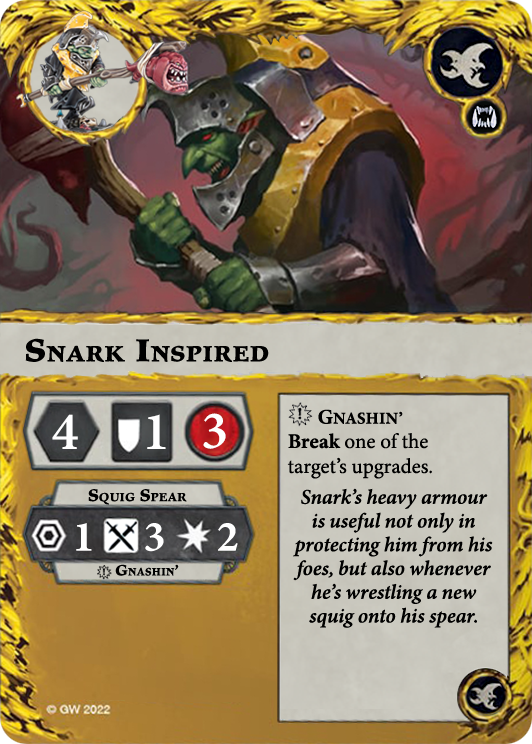 Snark Inspired
4 1 3
Squig Spear
1 3 2
Gnashin'
Gnashin'
Break one of the
target's upgrades.
Snark's heavy armour
is useful not only in
protecting him from his
foes, but also whenever
he's wrestling a new
squig onto his spear.
© GW 2022